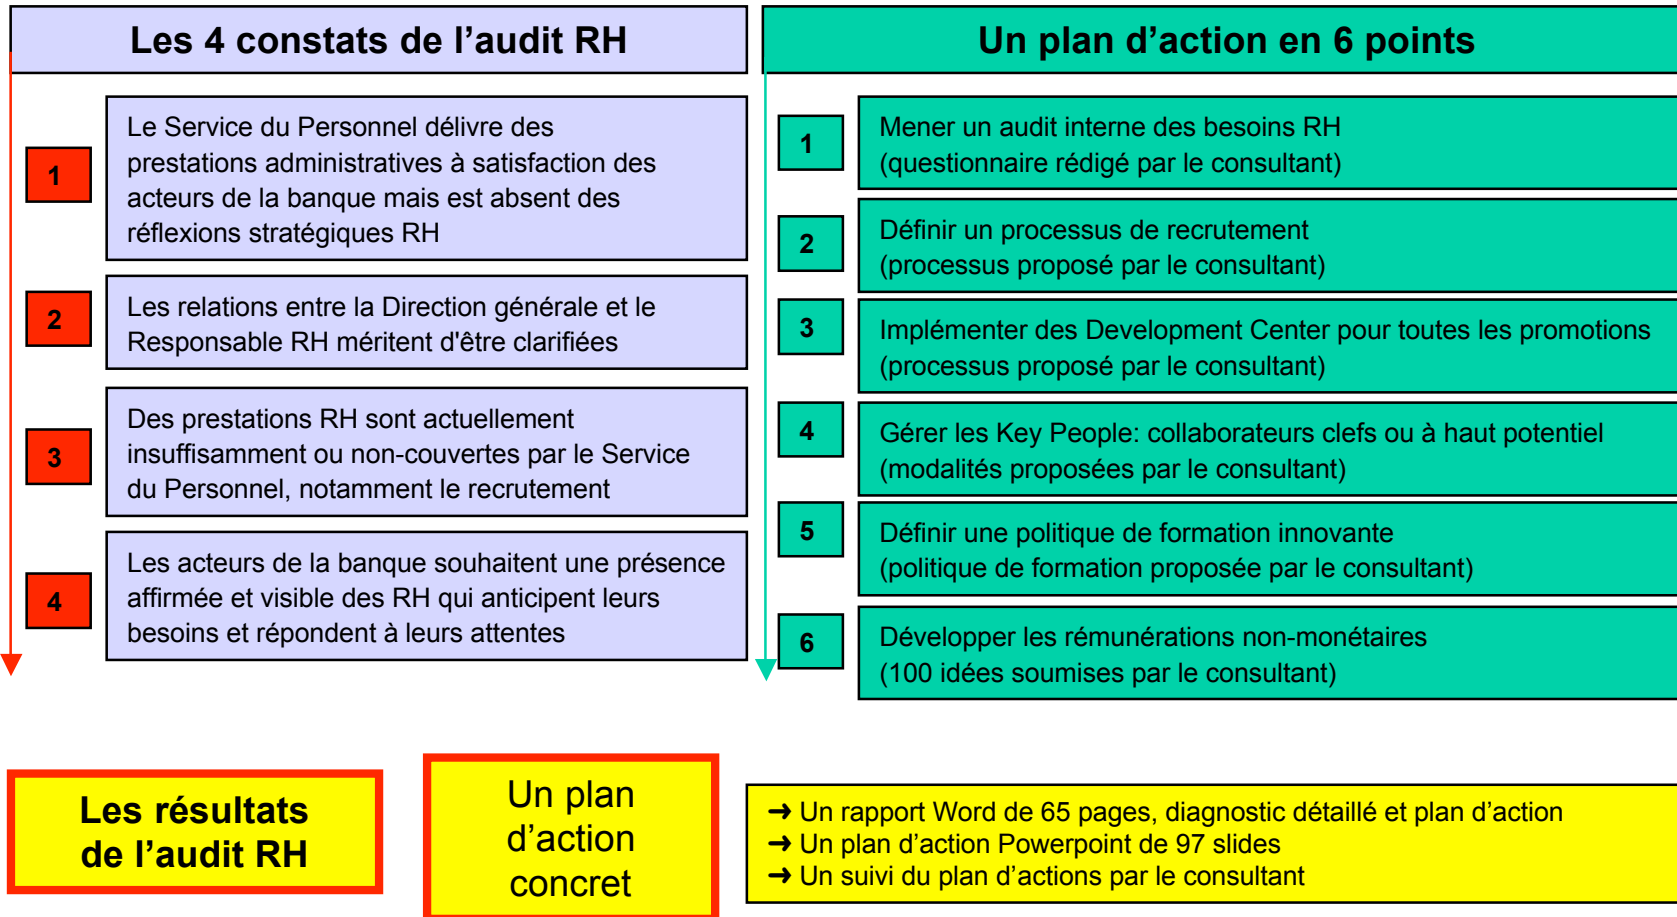 Les 4 constats de l’audit RH
1
Le Service du Personnel délivre des
prestations administratives à satisfaction des
acteurs de la banque mais est absent des
réflexions stratégiques RH
2
Les relations entre la Direction générale et le
Responsable RH méritent d'être clarifiées
3
Des prestations RH sont actuellement
insuffisamment ou non-couvertes par le Service
du Personnel, notamment le recrutement
4
Les acteurs de la banque souhaitent une présence
affirmée et visible des RH qui anticipent leurs
besoins et répondent à leurs attentes
Un plan d’action en 6 points
1
Mener un audit interne des besoins RH
(questionnaire rédigé par le consultant)
2
Définir un processus de recrutement
(processus proposé par le consultant)
3
Implémenter des Development Center pour toutes les promotions
(processus proposé par le consultant)
4
Gérer les Key People: collaborateurs clefs ou à haut potentiel
(modalités proposées par le consultant)
5
Définir une politique de formation innovante
(politique de formation proposée par le consultant)
6
Développer les rémunérations non-monétaires
(100 idées soumises par le consultant)
Les résultats
de l’audit RH
Un plan
d’action
concret
➜ Un rapport Word de 65 pages, diagnostic détaillé et plan d’action
➜ Un plan d’action Powerpoint de 97 slides
➜ Un suivi du plan d’actions par le consultant